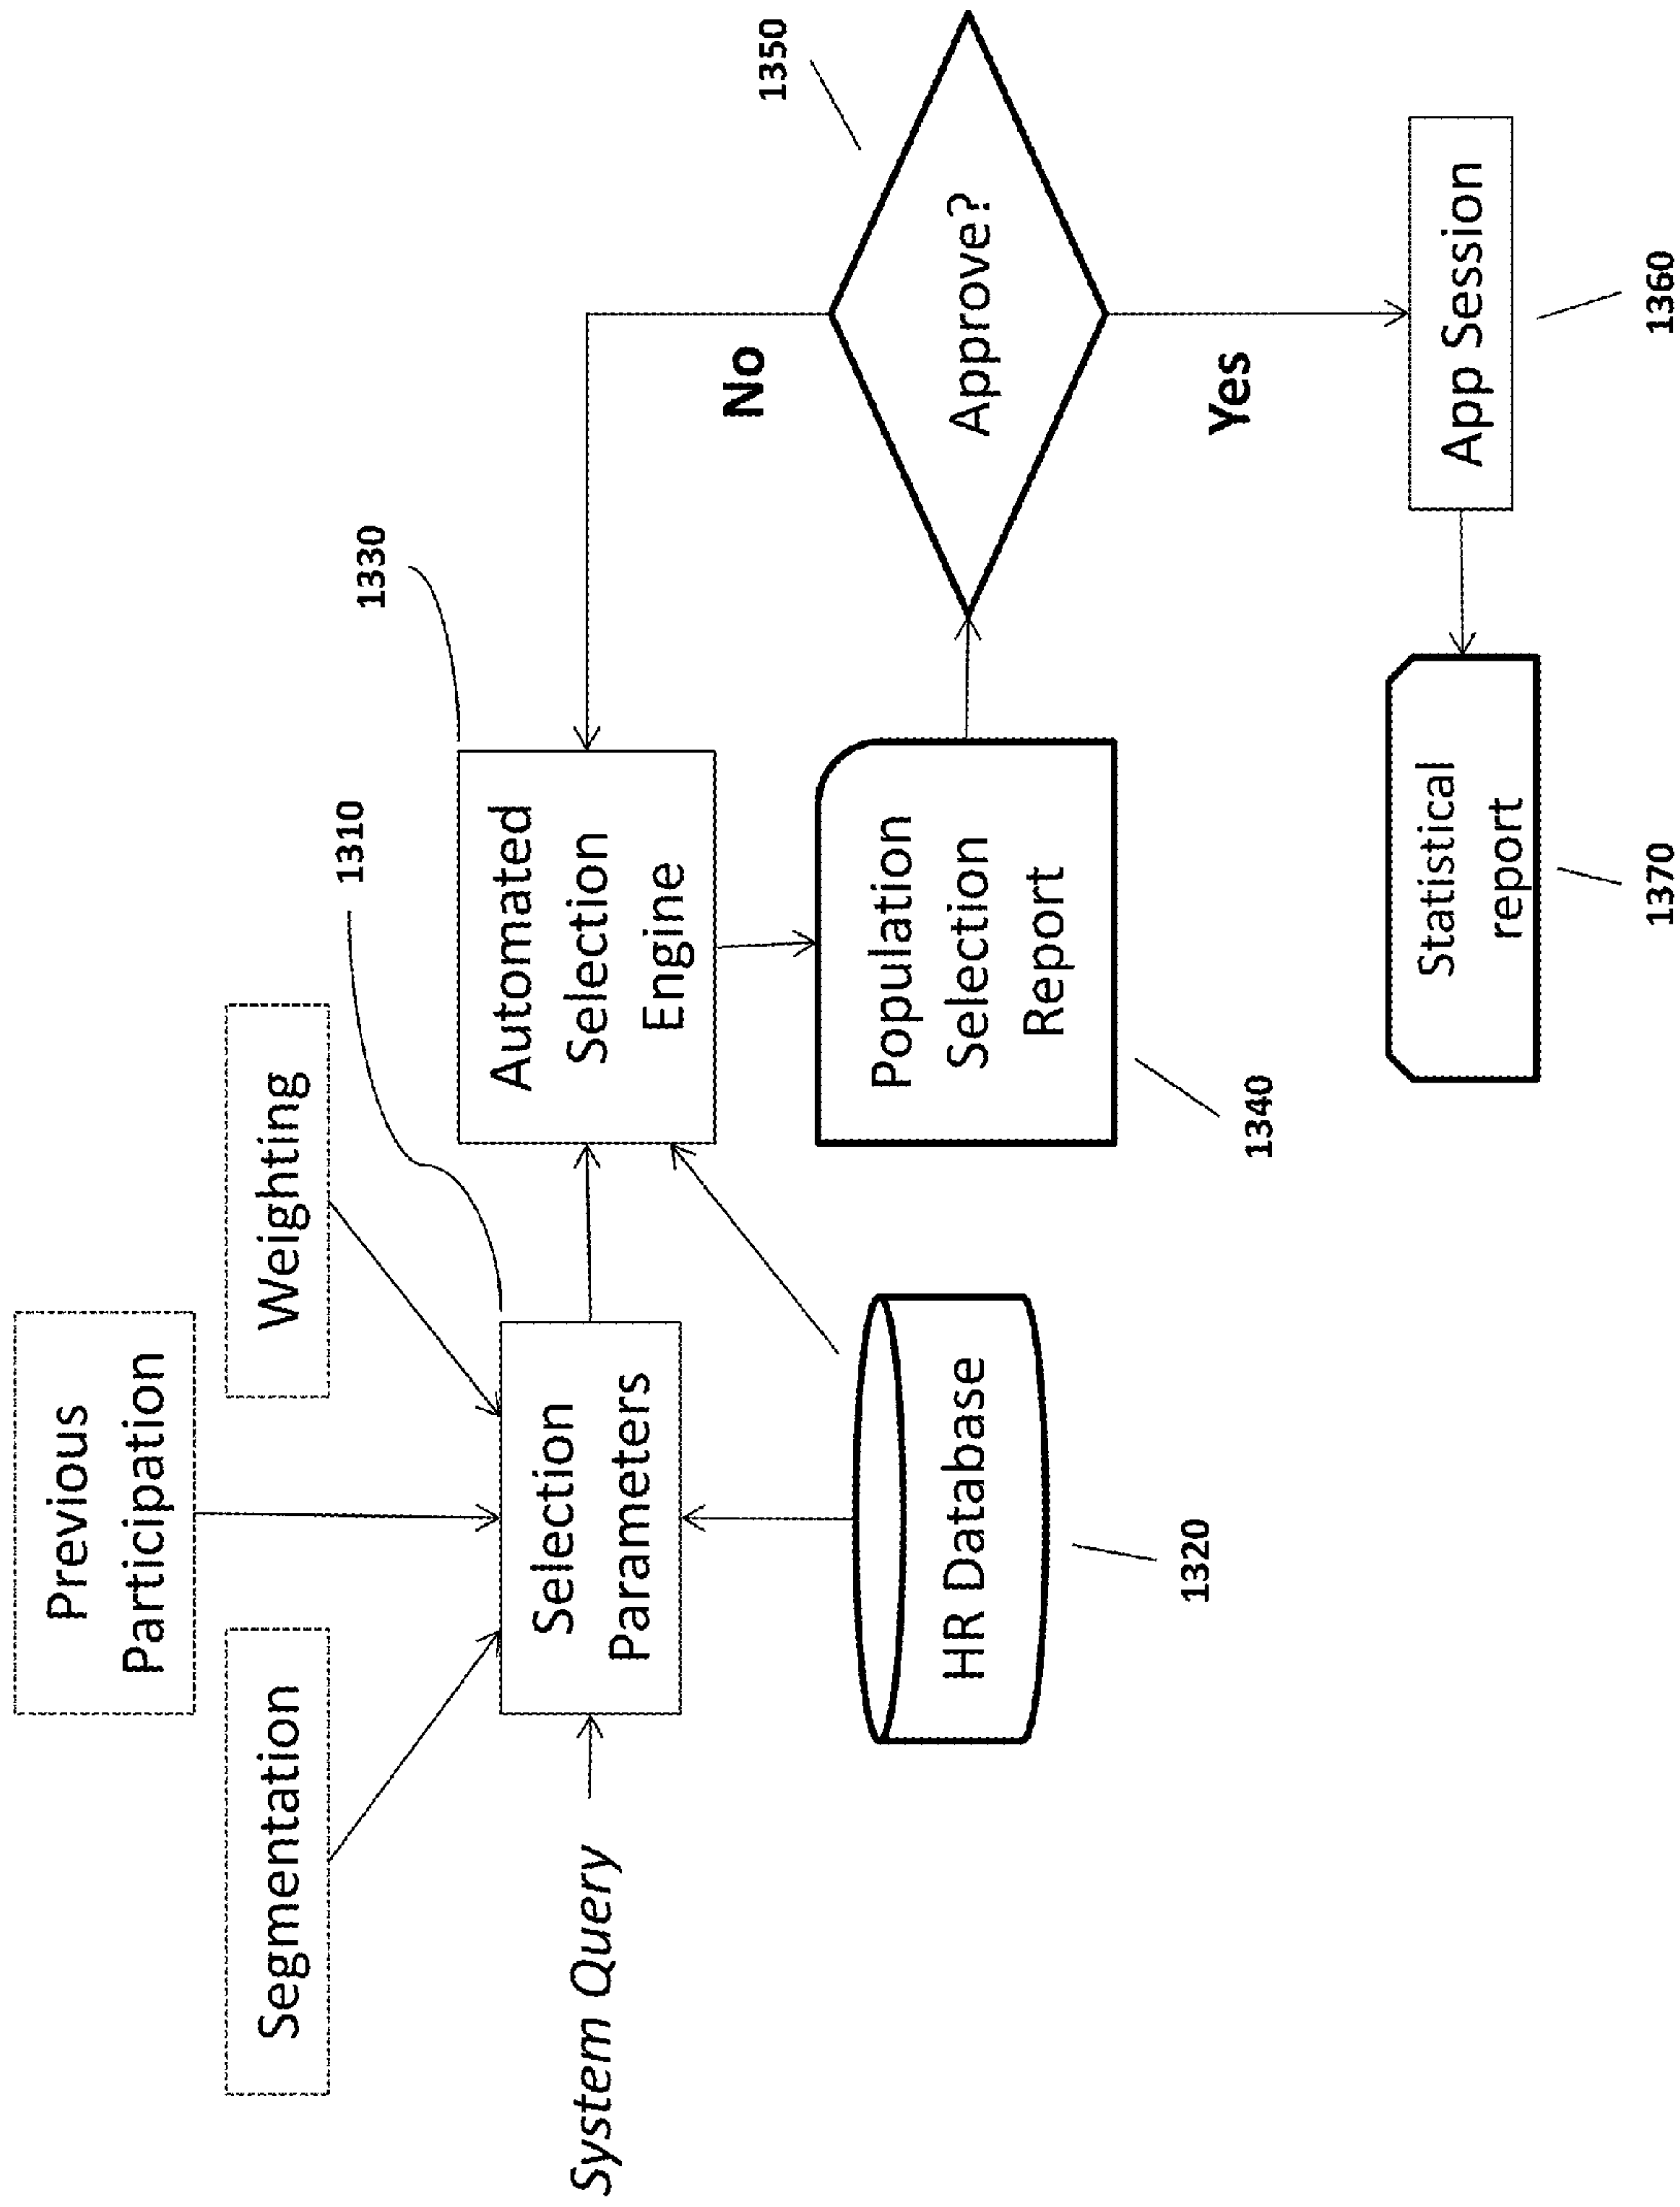 Previous
Participation
Segmentation
Weighting
1310
1330
1350
System Query
Selection
Parameters
Automated
Selection
Engine
No
HR Database
1320
Population
Selection
Report
1340
Approve?
Yes
Statistical
report
1370
App Session
1360